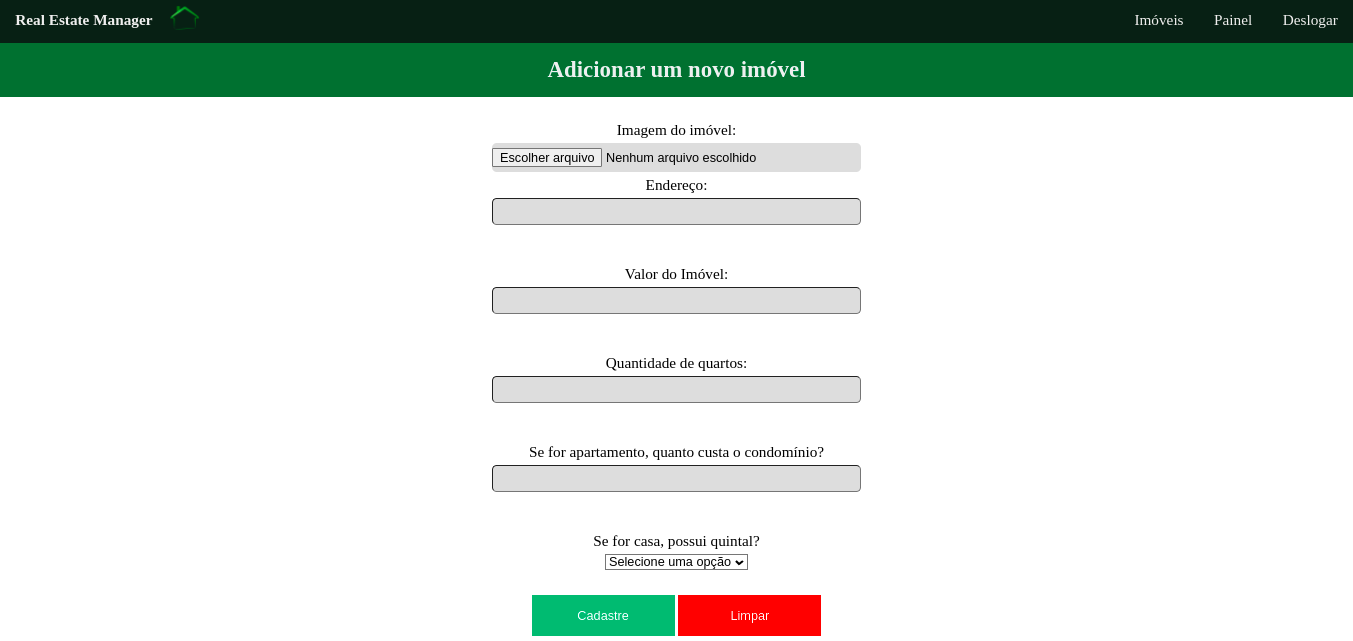 Real Estate Manager
Imóveis Painel Deslogar
Adicionar um novo imóvel
Imagem do imóvel:
Escolher arquivo Nenhum arquivo escolhido
Endereço:
Valor do Imóvel:
Quantidade de quartos:
Se for apartamento, quanto custa o condomínio?
Se for casa, possui quintal?
Selecione uma opção
Cadastre Limpar